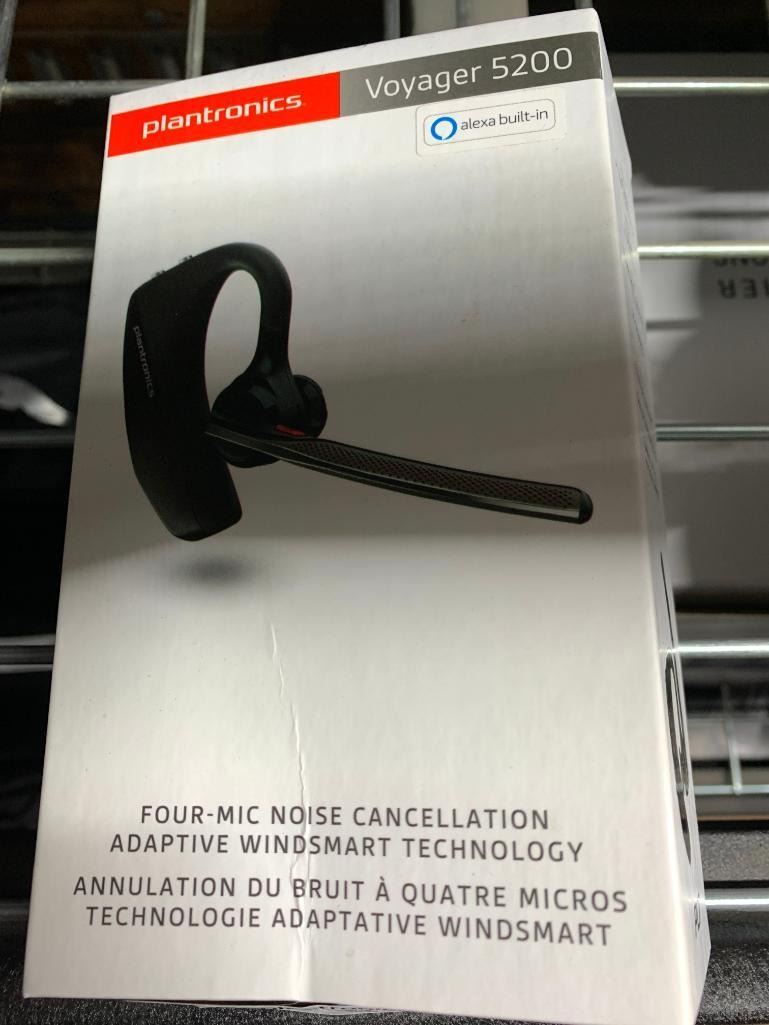 plantronics.
Voyager 5200
alexa built-in
plantronics
FOUR-MIC NOISE CANCELLATION
ADAPTIVE WINDSMART TECHNOLOGY
ANNULATION DU BRUIT À QUATRE MICROS
TECHNOLOGIE ADAPTATIVE WINDSMART